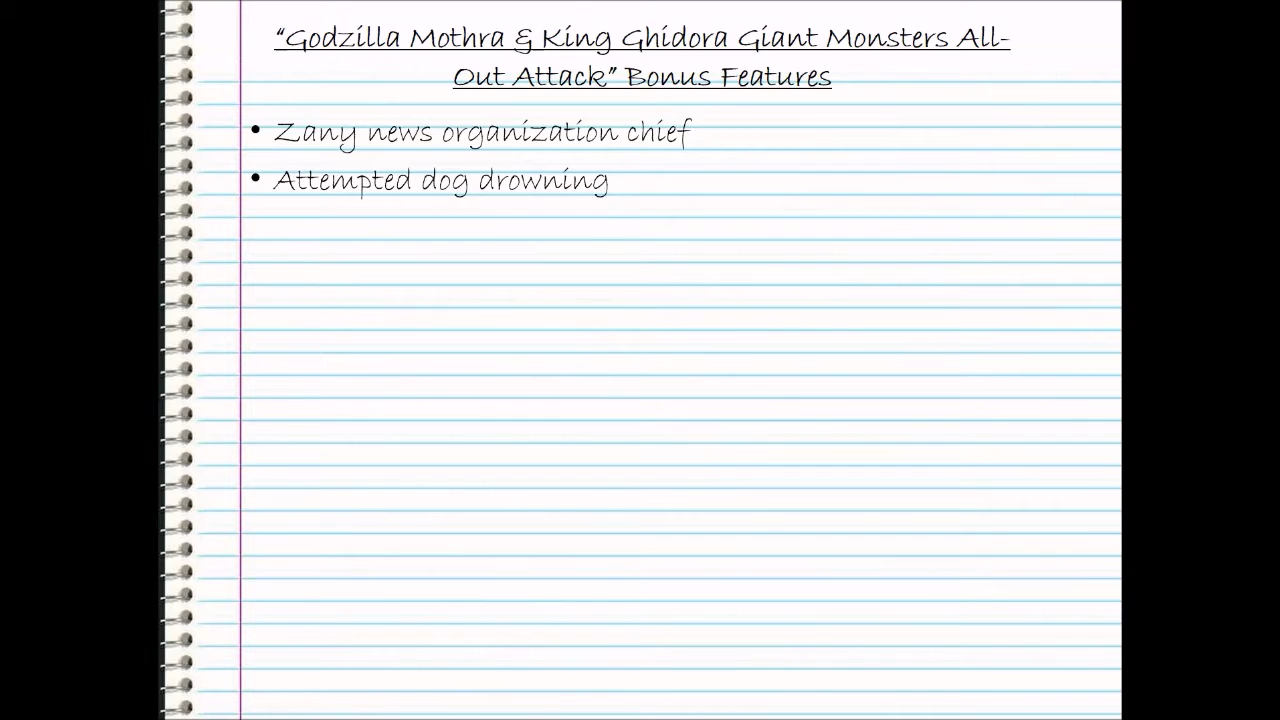 “Godzilla Mothra & King Ghidora Giant Monsters All-
Out Attack” Bonus Features
• Zany news organization chief
• Attempted dog drowning